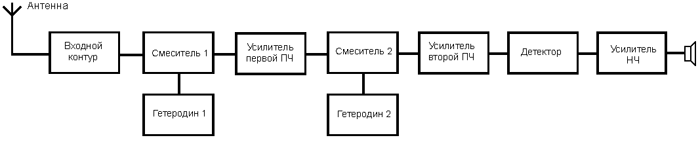 Антенна
Входной
контур
Смеситель 1
Усилитель
первой ПЧ
Смеситель 2
Усилитель
второй ПЧ
Детектор
Усилитель
НЧ
Гетеродин 1
Гетеродин 2